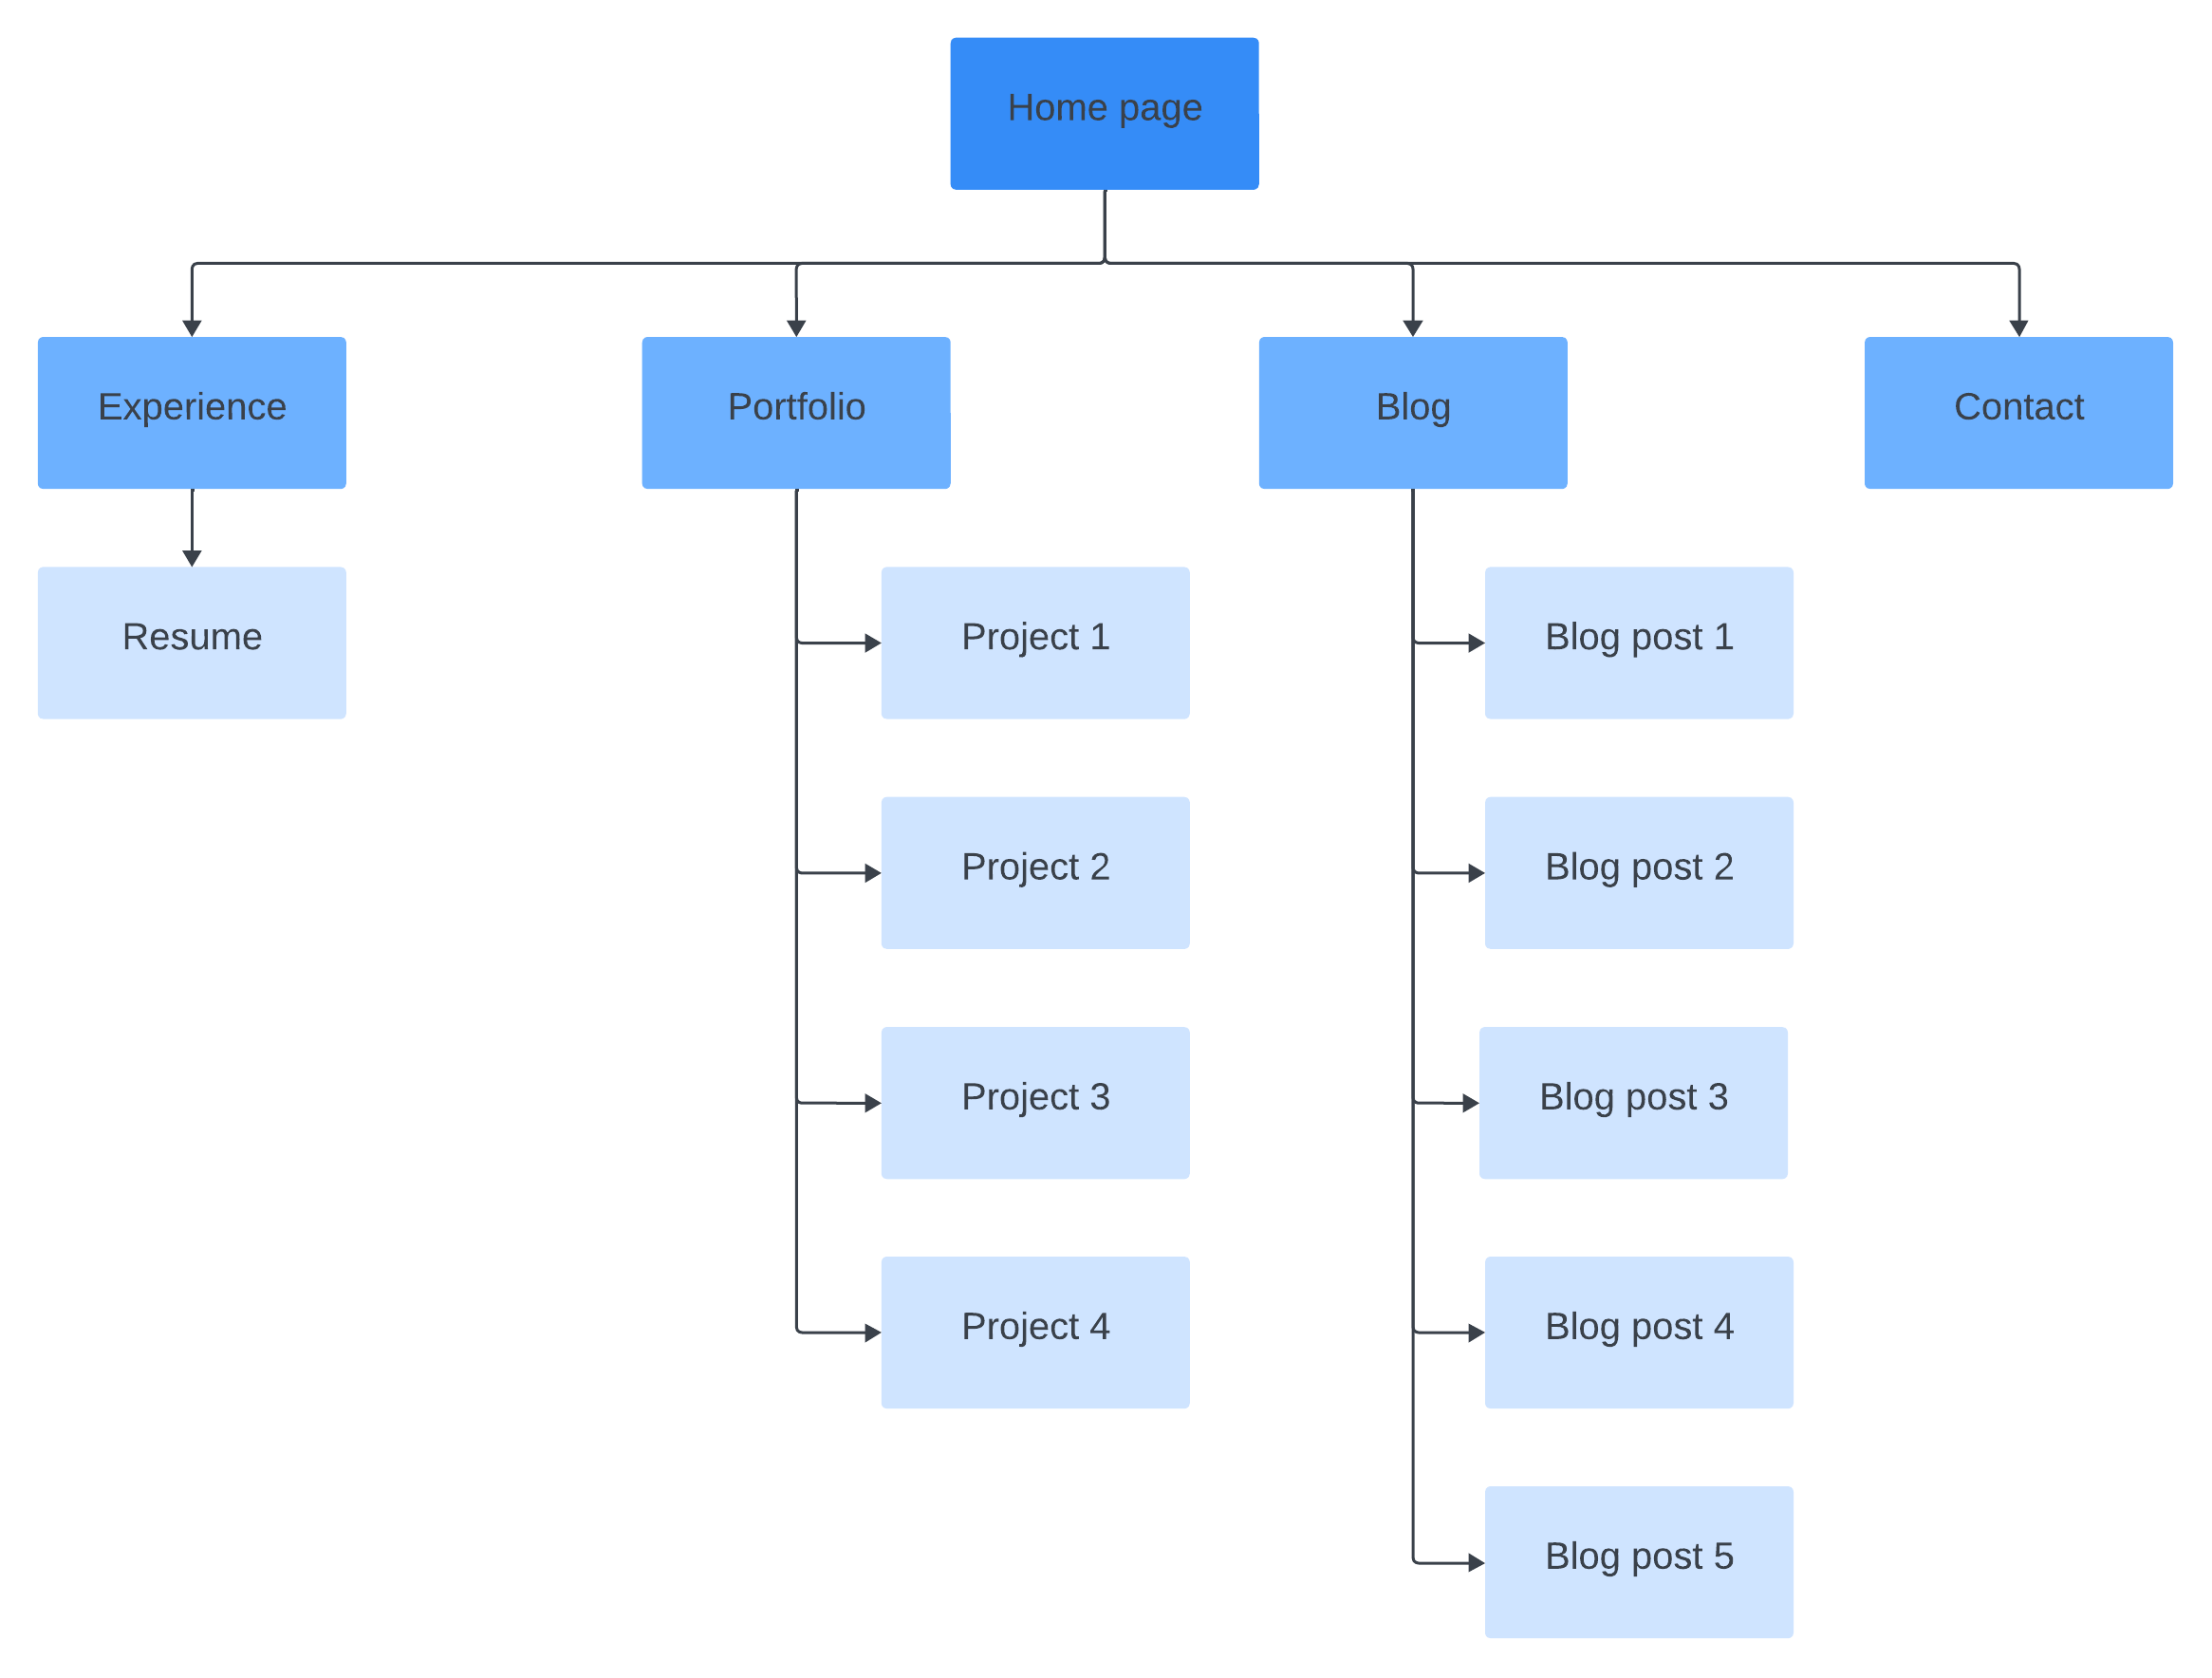 Home page
Experience
Portfolio
Blog
Contact
Resume
Project 1
Blog post 1
Project 2
Blog post 2
Project 3
Blog post 3
Project 4
Blog post 4
Blog post 5